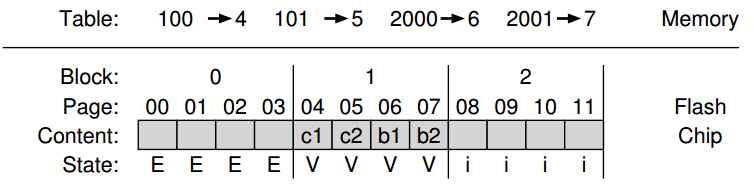 Table: 100 → 4 101 → 5 2000 → 6 2001 → 7 Memory
Block: 0 1 2
Page: 00 01 02 03 04 05 06 07 08 09 10 11 Flash
Content: c1 c2 b1 b2 Chip
State: E E E E V V V V i i i i